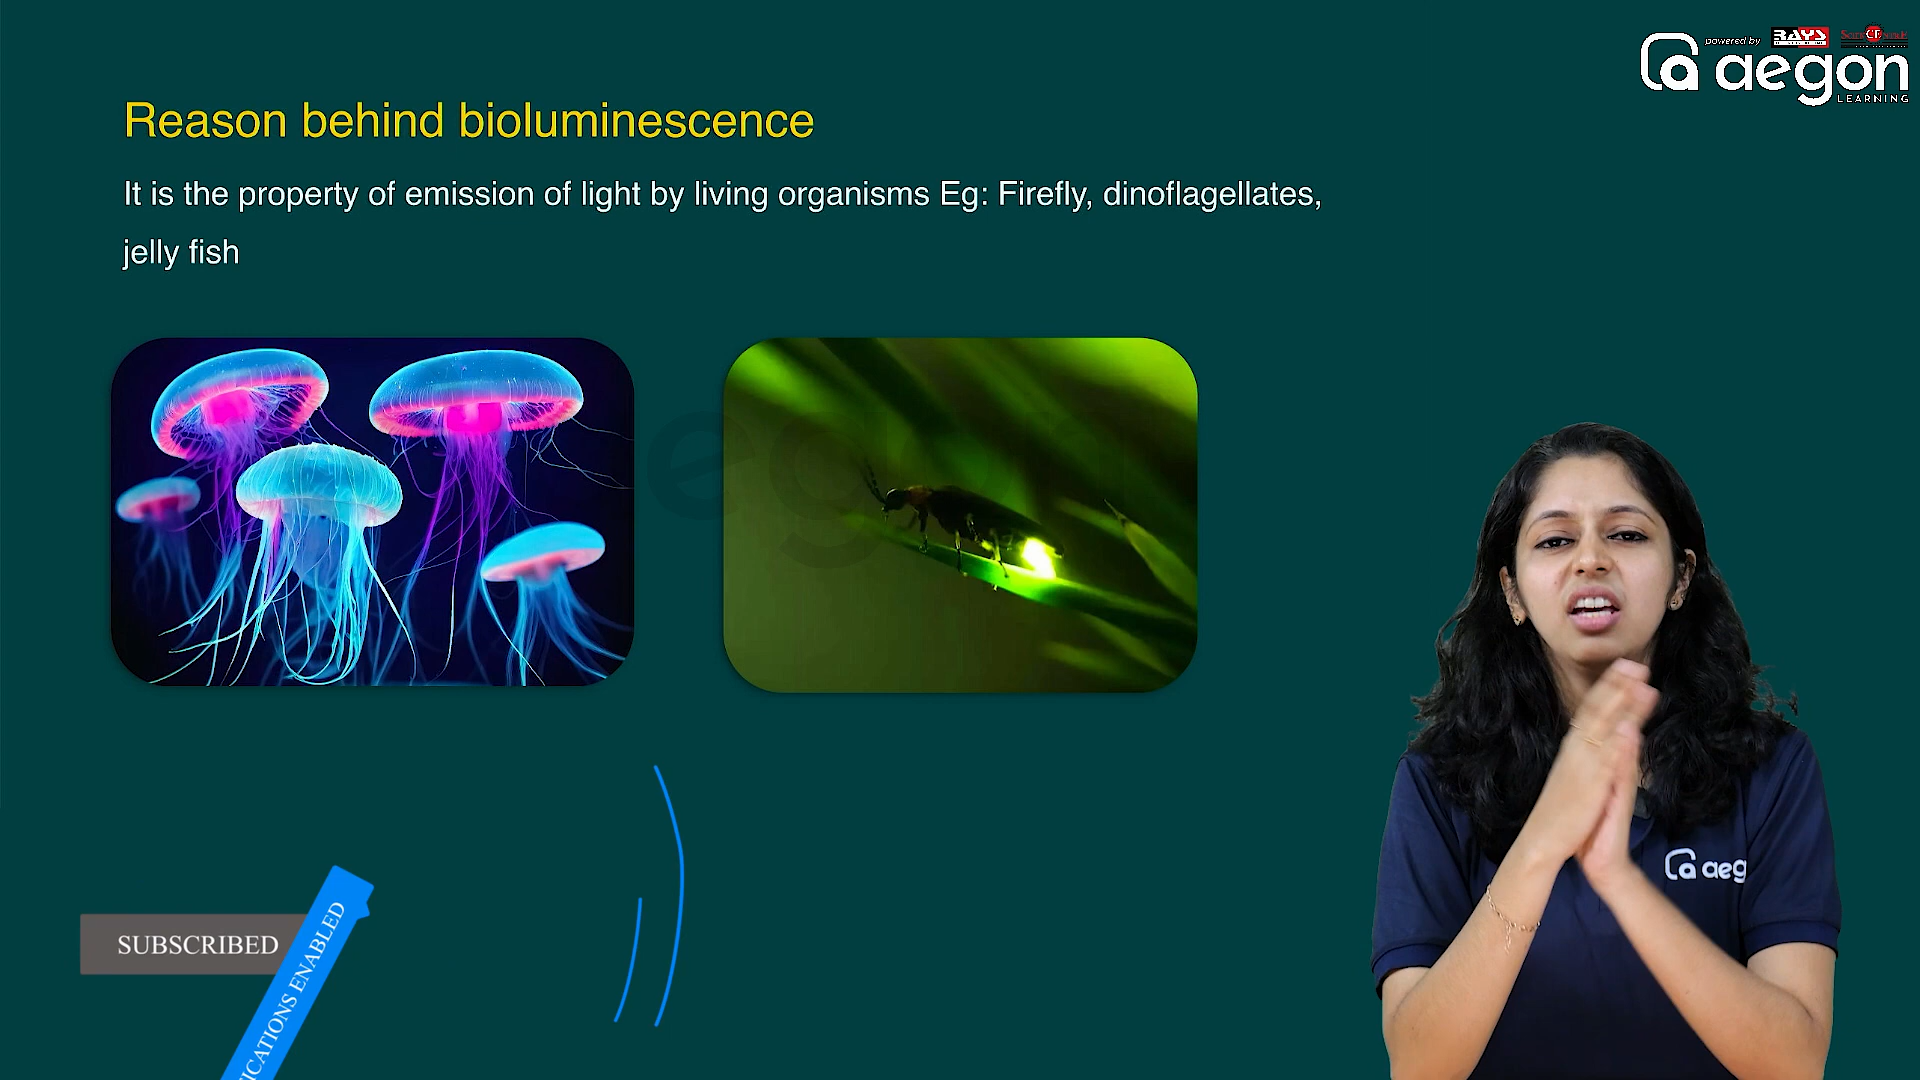 powered by RAYS
aegon
LEARNING
Reason behind bioluminescence
It is the property of emission of light by living organisms Eg: Firefly, dinoflagellates,
jelly fish
aeg
SUBSCRIBED
ICATIONS ENABLED